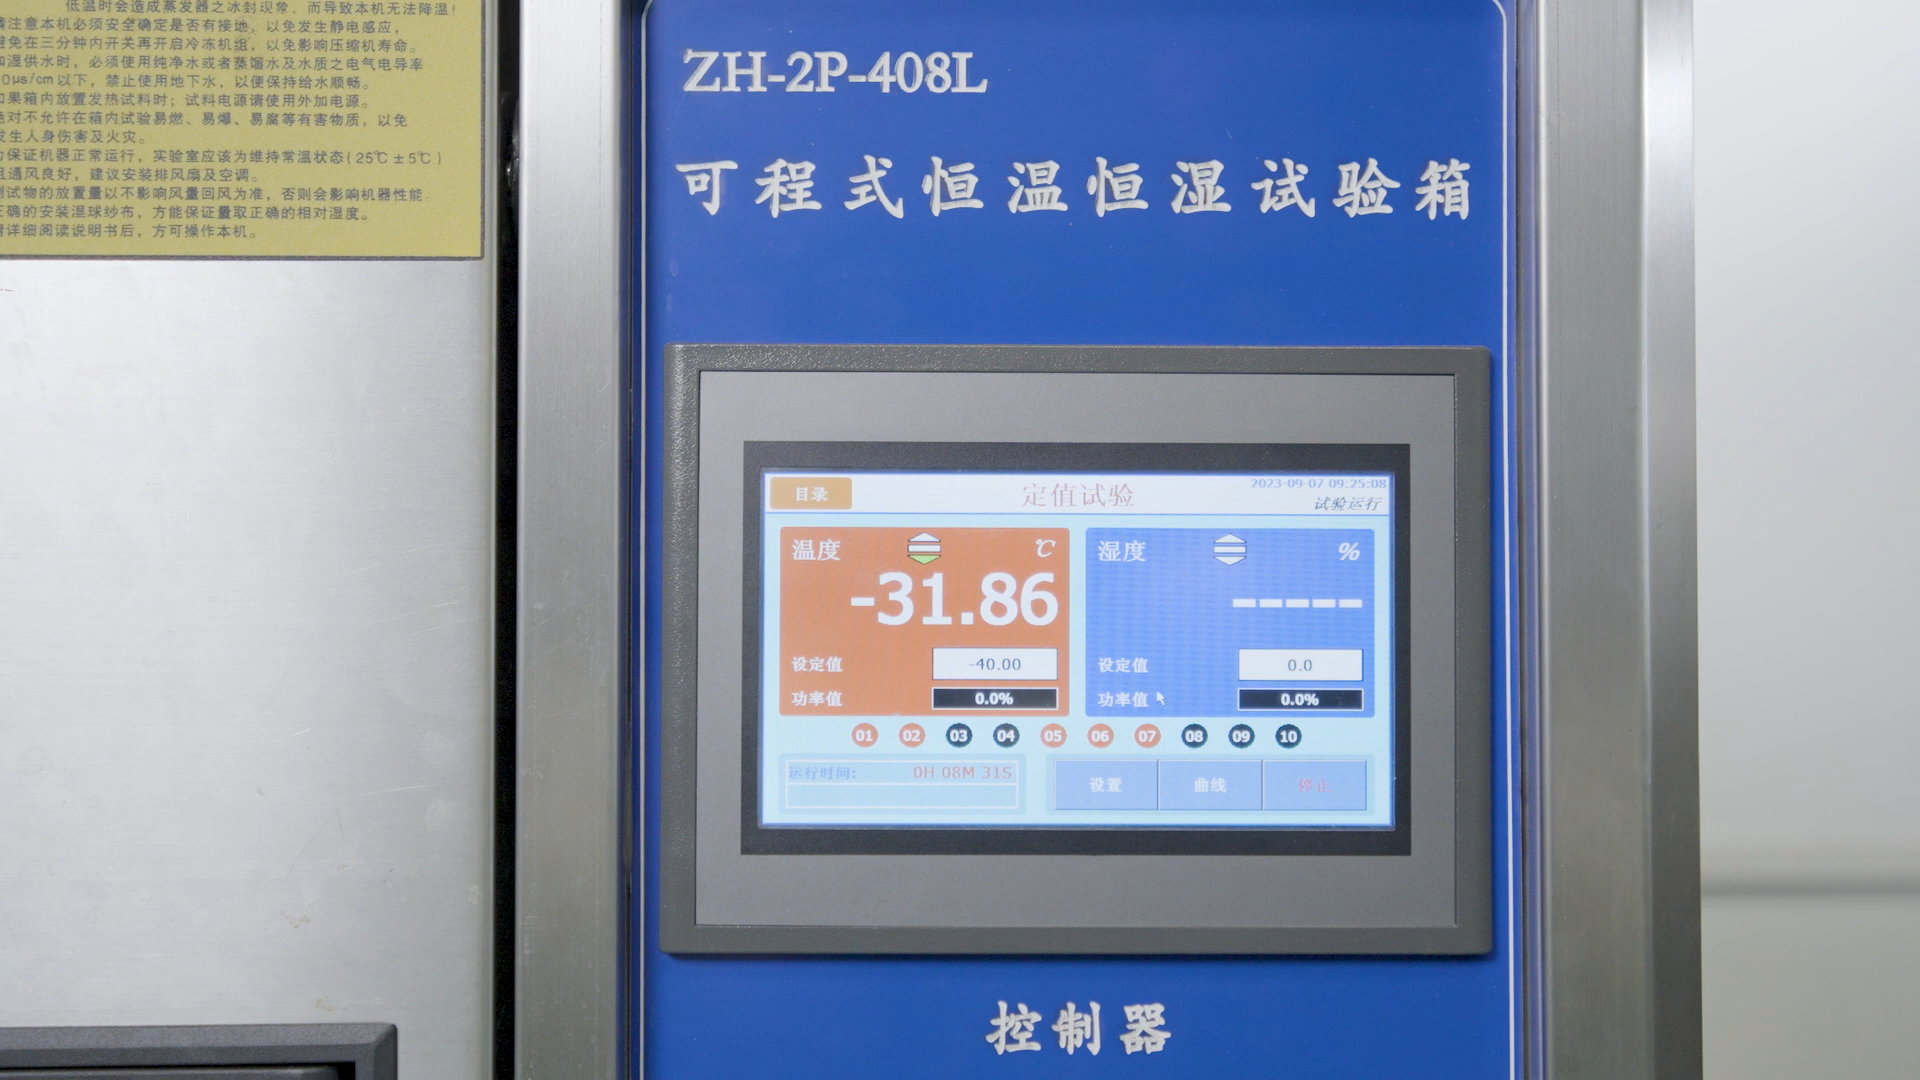 低温时会造成蒸发器之冰封现象，而导致本机无法降温！
请注意本机必须安全确定是否有接地，以免发生静电感应，
避免在三分钟内开关再开启冷冻机组，以免影响压缩机寿命。
加湿供水时，必须使用纯净水或者蒸馏水及水质之电气电导率
0μs/cm以下，禁止使用地下水，以便保持给水顺畅。
如果箱内放置发热试料时；试料电源请使用外加电源。
绝对不允许在箱内试验易燃、易爆、易腐等有害物质，以免
发生人身伤害及火灾。
为保证机器正常运行，实验室应该为维持常温状态(25℃±5℃)
且通风良好，建议安装排风扇及空调。
测试物的放置量以不影响风量回风为准，否则会影响机器性能
正确的安装湿球纱布，方能保证量取正确的相对湿度。
请详细阅读说明书后，方可操作本机。
ZH-2P-408L
可程式恒温恒湿试验箱
目录
定值试验
2023-09-07 09:25:08
试验运行
温度 ℃
-31.86
设定值 -40.00
功率值 0.0%
湿度 %
-----
设定值 0.0
功率值 0.0%
01 02 03 04 05 06 07 08 09 10
运行时间: 0H 08M 31S
设置 曲线 停止
控制器